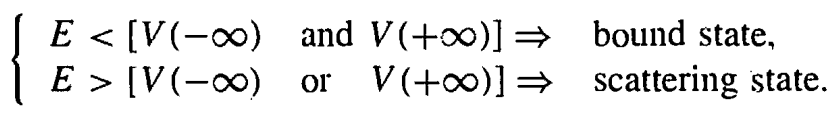 E < [V(−∞) and V(+∞)] ⇒ bound state,
E > [V(−∞) or V(+∞)] ⇒ scattering state.